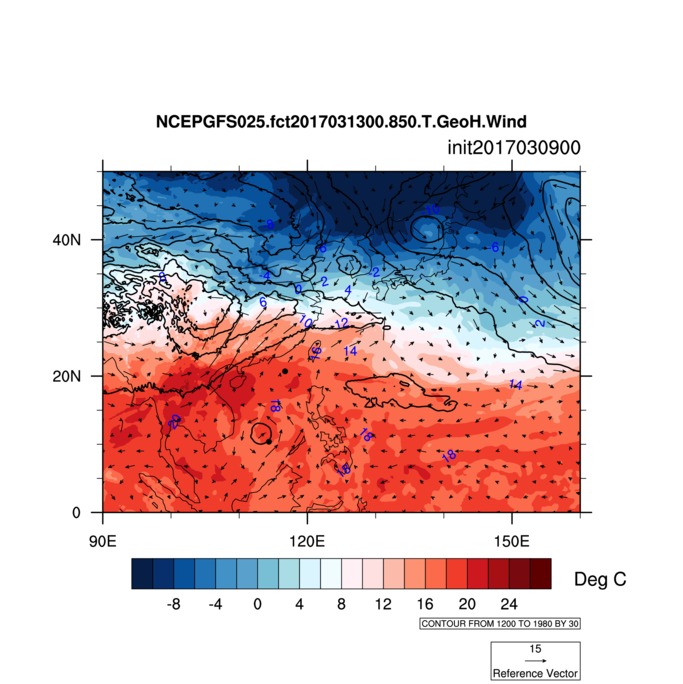 NCEPGFS025.fct2017031300.850.T.GeoH.Wind
init2017030900
40N
20N
0
90E 120E 150E
-8 -4 0 4 8 12 16 20 24
Deg C
CONTOUR FROM 1200 TO 1980 BY 30
15
Reference Vector